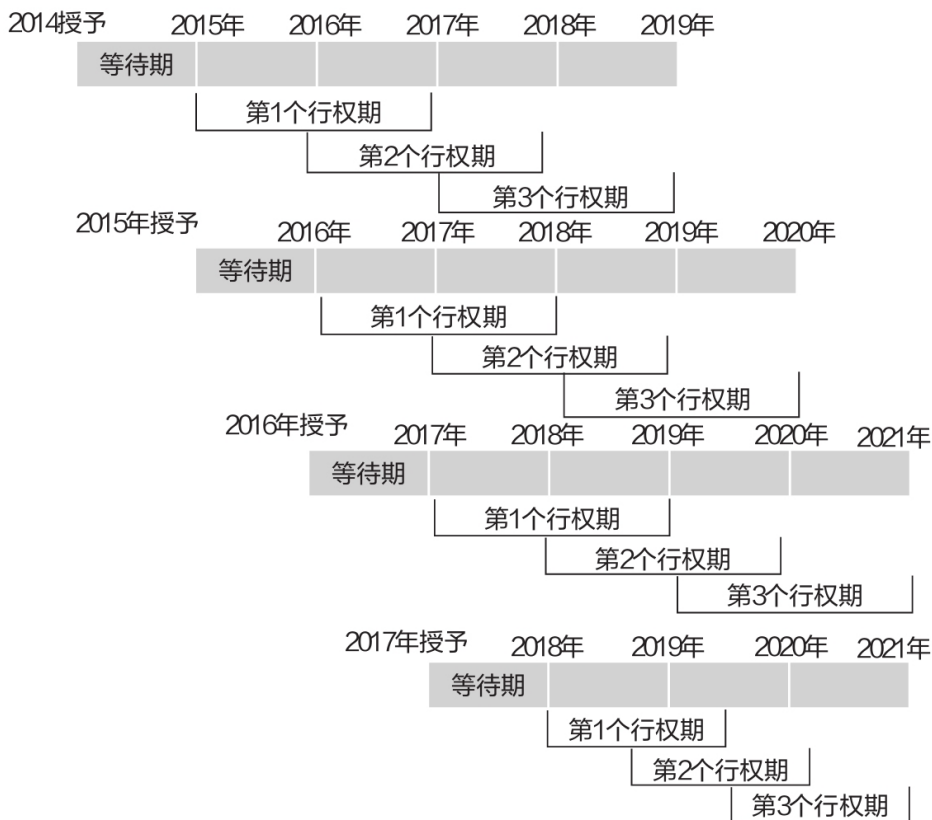 2014授予 2015年 2016年 2017年 2018年 2019年
等待期
第1个行权期
第2个行权期
第3个行权期
2015年授予 2016年 2017年 2018年 2019年 2020年
等待期
第1个行权期
第2个行权期
第3个行权期
2016年授予 2017年 2018年 2019年 2020年 2021年
等待期
第1个行权期
第2个行权期
第3个行权期
2017年授予 2018年 2019年 2020年 2021年
等待期
第1个行权期
第2个行权期
第3个行权期